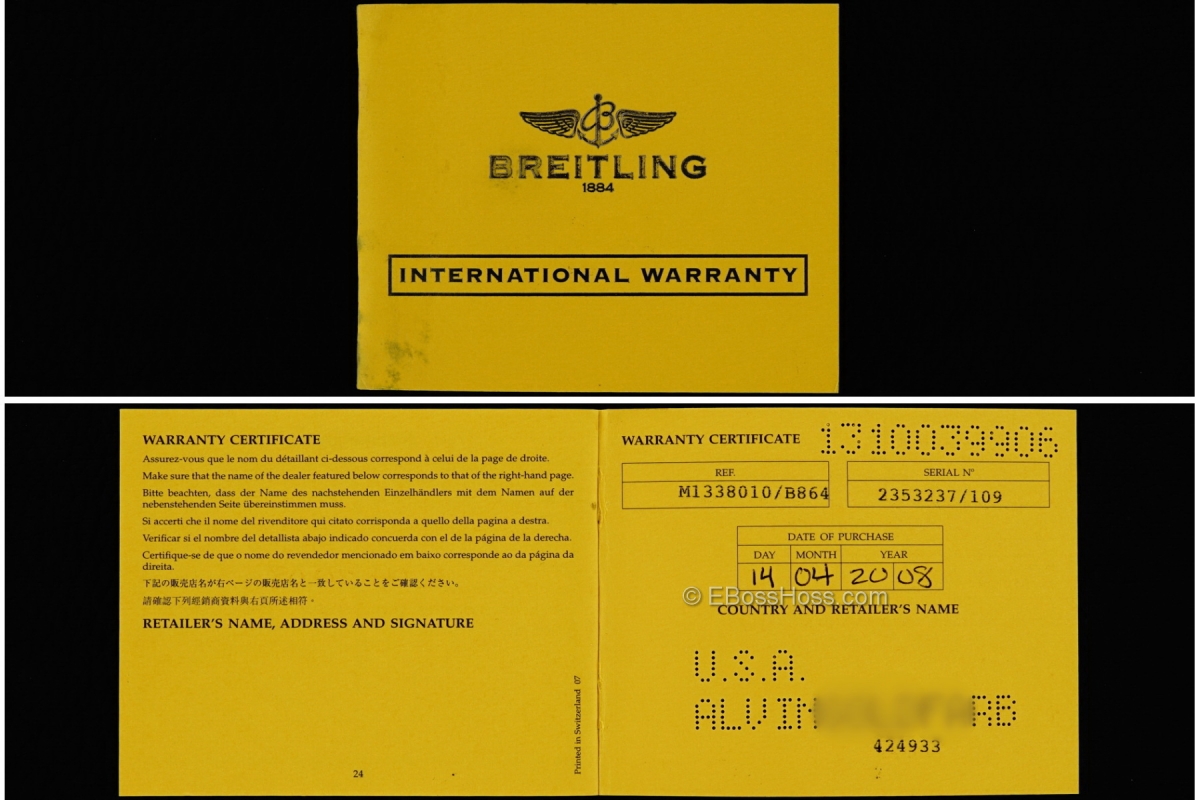 BREITLING
1884
INTERNATIONAL WARRANTY
WARRANTY CERTIFICATE
Assurez-vous que le nom du détaillant ci-dessous correspond à celui de la page de droite.
Make sure that the name of the dealer featured below corresponds to that of the right-hand page.
Bitte beachten, dass der Name des nachstehenden Einzelhändlers mit dem Namen auf der
nebenstehenden Seite übereinstimmen muss.
Si accerti che il nome del rivenditore qui citato corrisponda a quello della pagina a destra.
Verificar si el nombre del detallista abajo indicado concuerda con el de la página de la derecha.
Certifique-se de que o nome do revendedor mencionado em baixo corresponde ao da página da
direita.
下記の販売店名が右ページの販売店名と一致していることをご確認ください。
請確認下列經銷商資料與右頁所述相符。
RETAILER'S NAME, ADDRESS AND SIGNATURE
Printed in Switzerland 07
24
WARRANTY CERTIFICATE 1310039906
REF.
M1338010/B864
SERIAL N°
2353237/109
DATE OF PURCHASE
DAY MONTH YEAR
14 04 20 08
© EBossHoss.com
COUNTRY AND RETAILER'S NAME
U.S.A.
ALVIN RB
424933